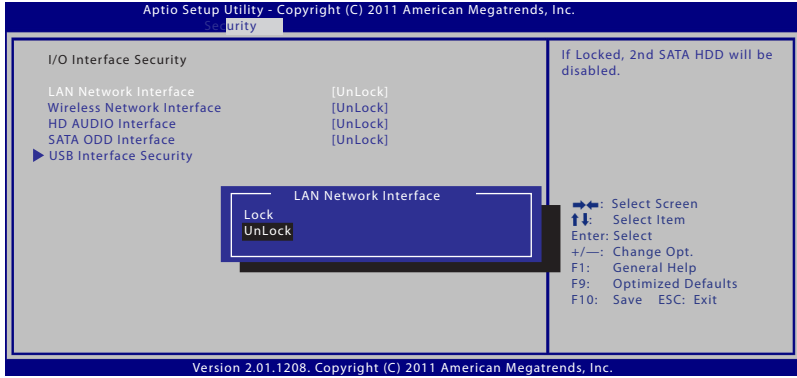 Aptio Setup Utility - Copyright (C) 2011 American Megatrends, Inc.
Security
I/O Interface Security
LAN Network Interface [UnLock]
Wireless Network Interface [UnLock]
HD AUDIO Interface [UnLock]
SATA ODD Interface [UnLock]
USB Interface Security
If Locked, 2nd SATA HDD will be
disabled.
LAN Network Interface
Lock
UnLock
→←: Select Screen
↑↓: Select Item
Enter: Select
+/—: Change Opt.
F1: General Help
F9: Optimized Defaults
F10: Save ESC: Exit
Version 2.01.1208. Copyright (C) 2011 American Megatrends, Inc.